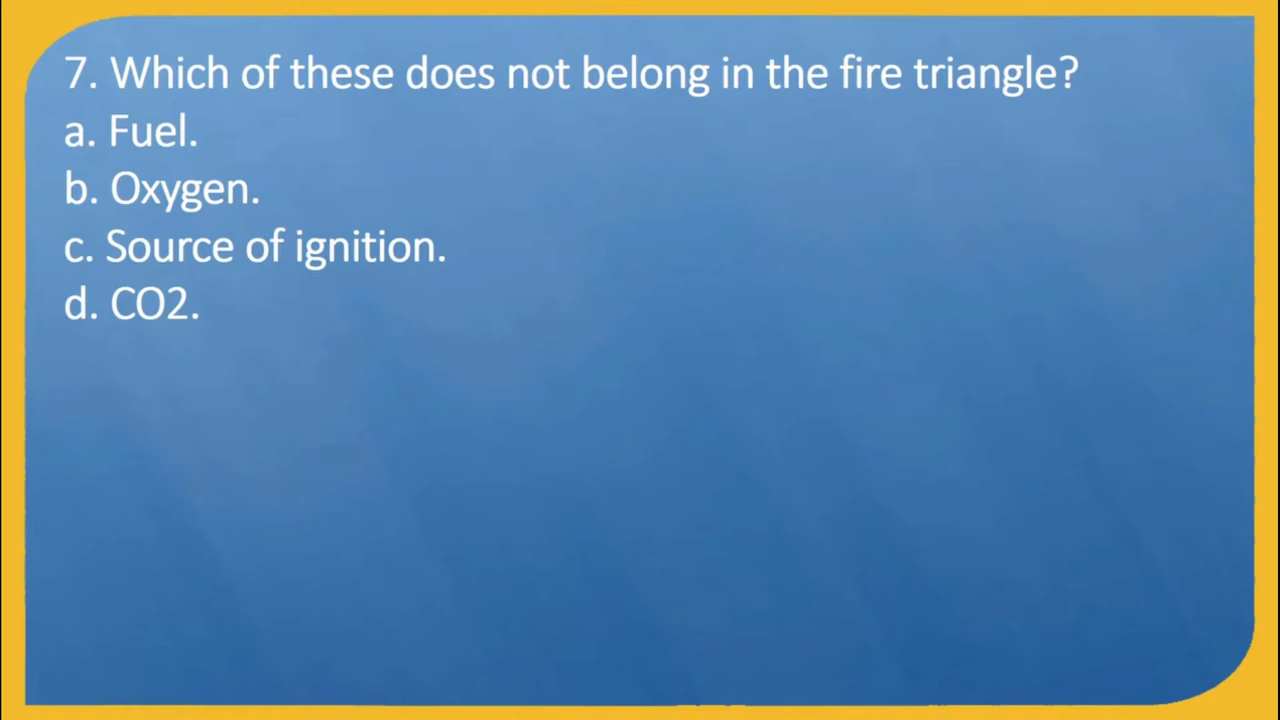 7. Which of these does not belong in the fire triangle?
a. Fuel.
b. Oxygen.
c. Source of ignition.
d. CO2.